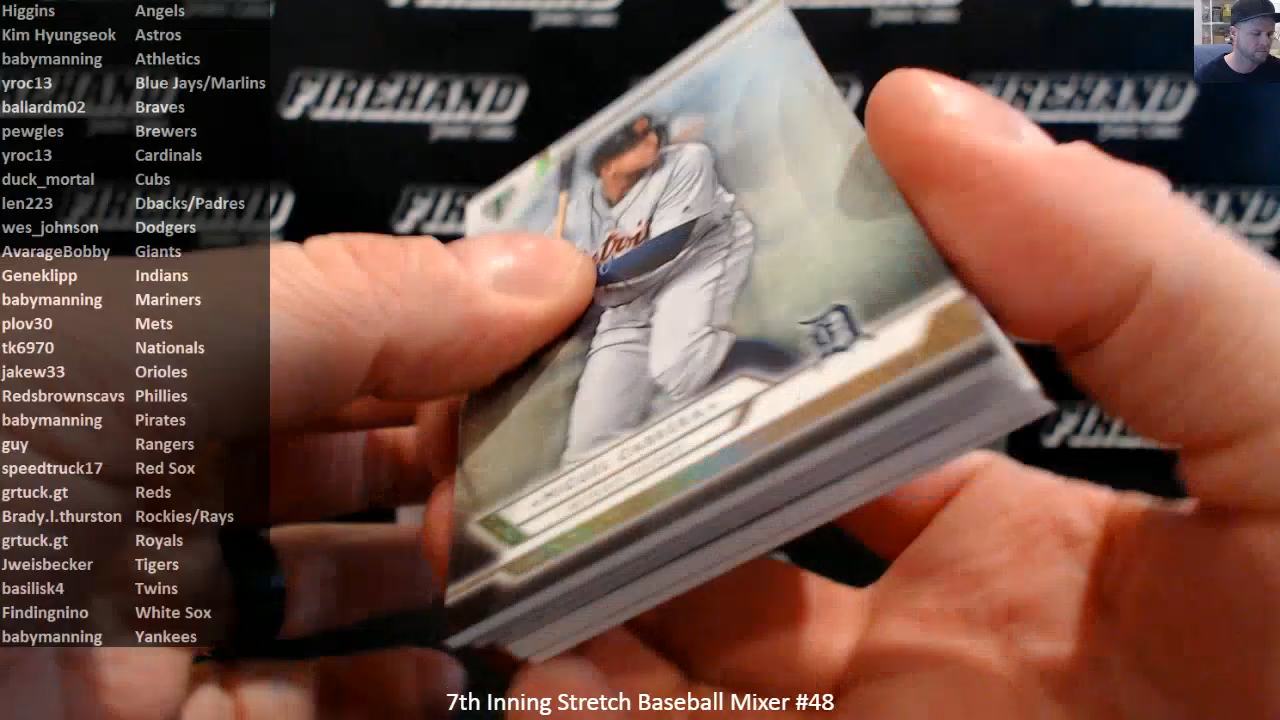 Higgins Angels
Kim Hyungseok Astros
babymanning Athletics
yroc13 Blue Jays/Marlins
ballardm02 Braves
pewgles Brewers
yroc13 Cardinals
duck_mortal Cubs
len223 Dbacks/Padres
wes_johnson Dodgers
AvarageBobby Giants
Geneklipp Indians
babymanning Mariners
plov30 Mets
tk6970 Nationals
jakew33 Orioles
Redsbrownscavs Phillies
babymanning Pirates
guy Rangers
speedtruck17 Red Sox
grtuck.gt Reds
Brady.l.thurston Rockies/Rays
grtuck.gt Royals
Jweisbecker Tigers
basilisk4 Twins
Findingnino White Sox
babymanning Yankees
FIREHAND
Detroit
D
MIGUEL CABRERA
7th Inning Stretch Baseball Mixer #48